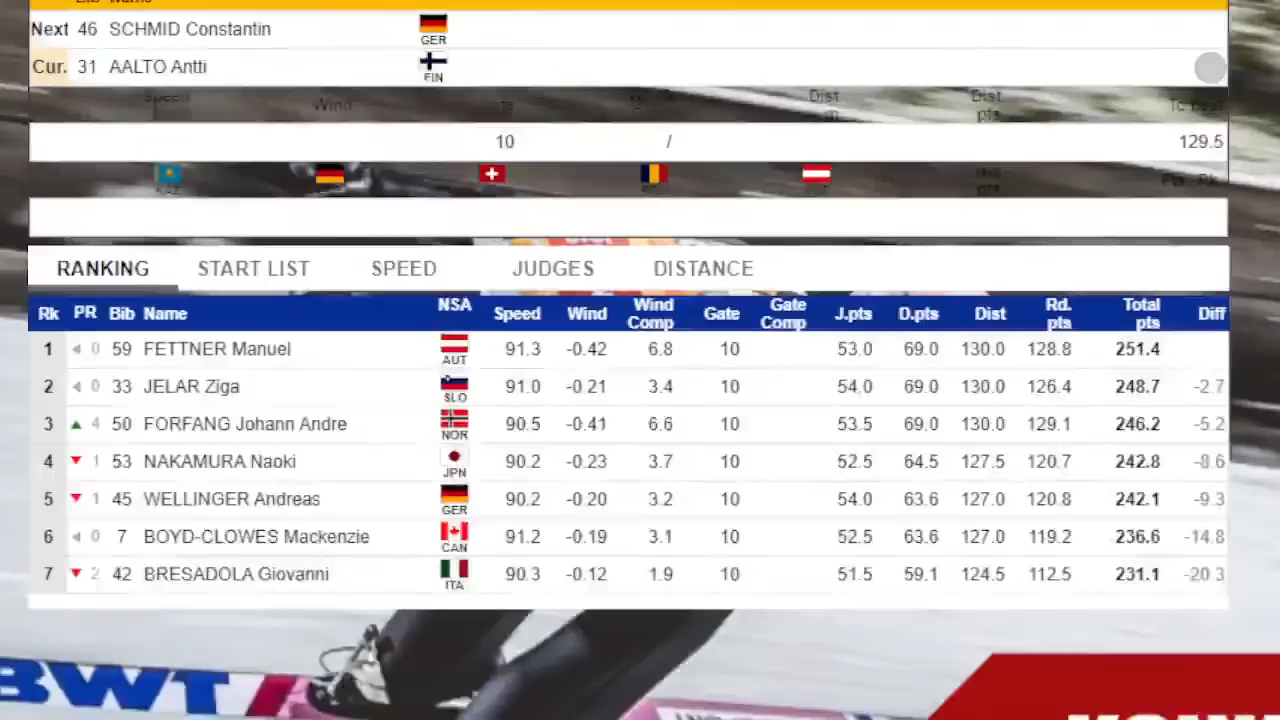 Next 46 SCHMID Constantin GER
Cur. 31 AALTO Antti FIN
Speed Wind Dist Dist
pts
10 / 129.5
pts
RANKING START LIST SPEED JUDGES DISTANCE
Rk PR Bib Name NSA Speed Wind Wind Comp Gate Gate Comp J.pts D.pts Dist Rd. pts Total pts Diff
1 0 59 FETTNER Manuel AUT 91.3 -0.42 6.8 10 53.0 69.0 130.0 128.8 251.4
2 0 33 JELAR Ziga SLO 91.0 -0.21 3.4 10 54.0 69.0 130.0 126.4 248.7 -2.7
3 4 50 FORFANG Johann Andre NOR 90.5 -0.41 6.6 10 53.5 69.0 130.0 129.1 246.2 -5.2
4 1 53 NAKAMURA Naoki JPN 90.2 -0.23 3.7 10 52.5 64.5 127.5 120.7 242.8 -8.6
5 1 45 WELLINGER Andreas GER 90.2 -0.20 3.2 10 54.0 63.6 127.0 120.8 242.1 -9.3
6 0 7 BOYD-CLOWES Mackenzie CAN 91.2 -0.19 3.1 10 52.5 63.6 127.0 119.2 236.6 -14.8
7 2 42 BRESADOLA Giovanni ITA 90.3 -0.12 1.9 10 51.5 59.1 124.5 112.5 231.1 -20.3
BWT